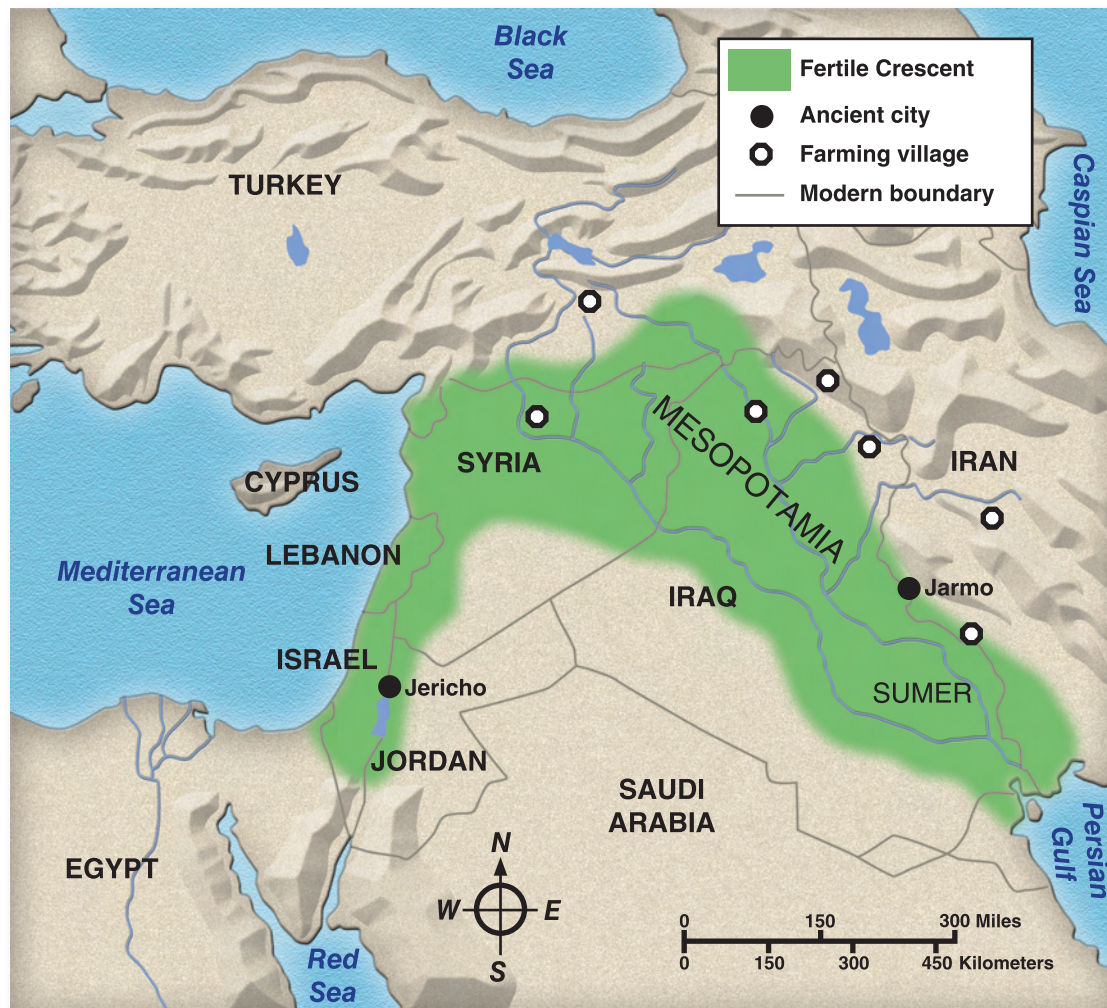 Black
Sea
Fertile Crescent
Ancient city
Farming village
Modern boundary
TURKEY
Caspian Sea
MESOPOTAMIA
SYRIA
IRAN
CYPRUS
LEBANON
Mediterranean
Sea
IRAQ
Jarmo
ISRAEL
Jericho
SUMER
JORDAN
SAUDI
ARABIA
Persian
Gulf
EGYPT
N
W
E
S
Red
Sea
0 150 300 Miles
0 150 300 450 Kilometers